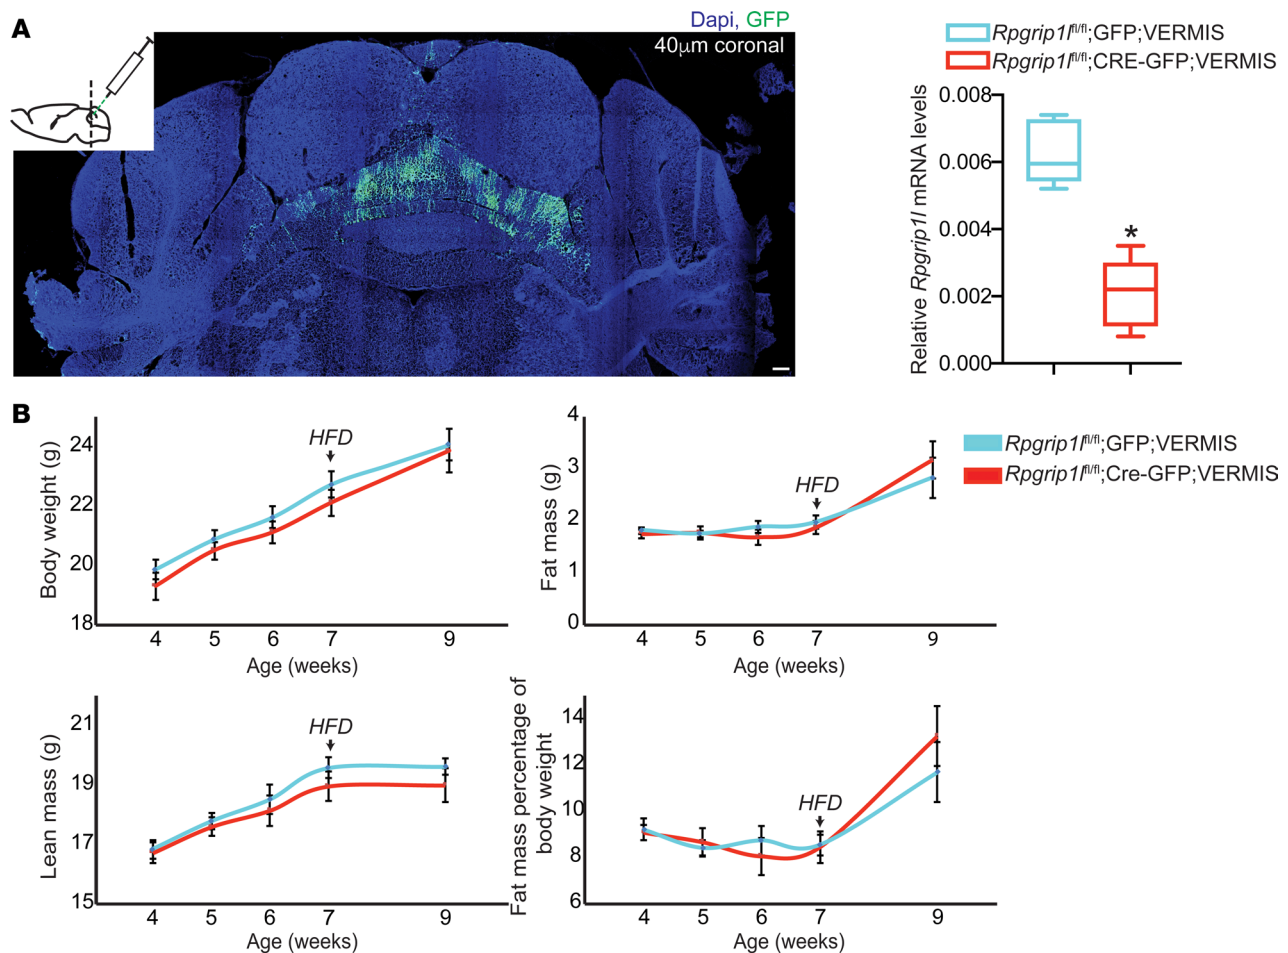 A
Dapi, GFP
40µm coronal
Rpgrip1l fl/fl;GFP;VERMIS
Rpgrip1l fl/fl;CRE-GFP;VERMIS
Relative Rpgrip1l mRNA levels
0.008
0.006
0.004
0.002
0.000
*
B
Body weight (g)
24
22
20
18
HFD
4 5 6 7 9
Age (weeks)
Fat mass (g)
4
3
2
1
0
HFD
4 5 6 7 9
Age (weeks)
Rpgrip1l fl/fl;GFP;VERMIS
Rpgrip1l fl/fl;Cre-GFP;VERMIS
Lean mass (g)
21
19
17
15
HFD
4 5 6 7 9
Age (weeks)
Fat mass percentage of
body weight
14
12
10
8
6
HFD
4 5 6 7 9
Age (weeks)